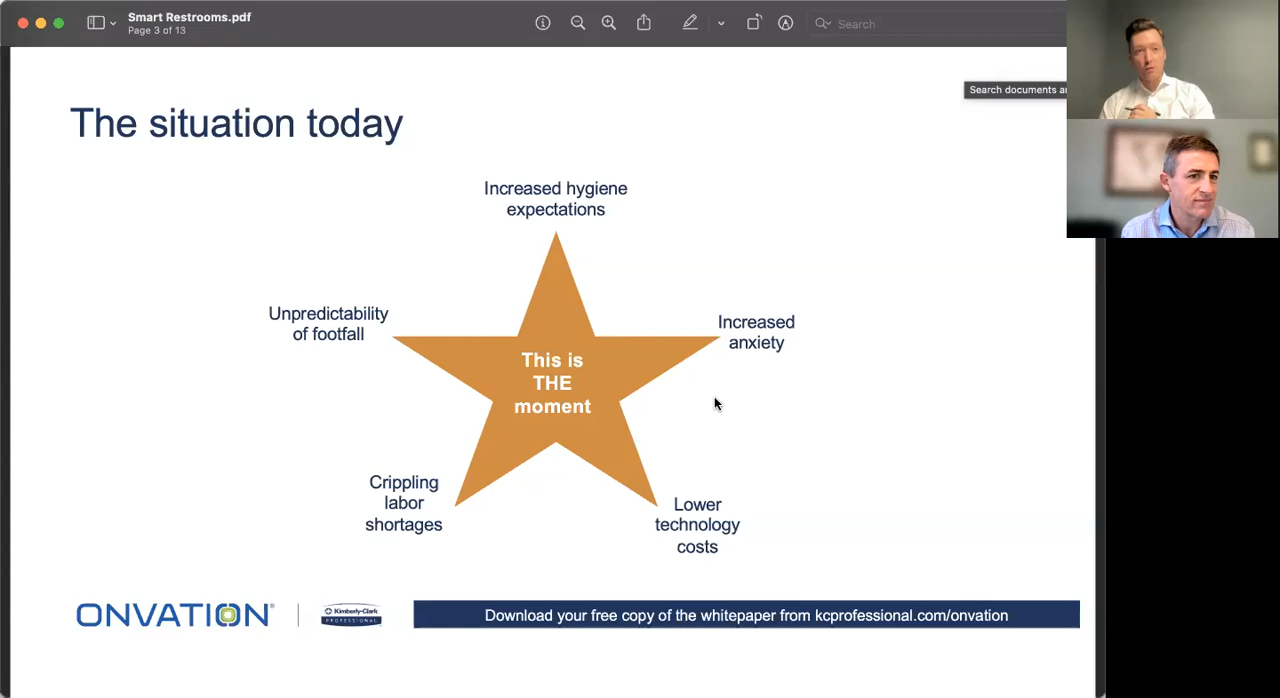 Smart Restrooms.pdf
Page 3 of 13
Search
Search documents
The situation today
Increased hygiene
expectations
Unpredictability
of footfall
Increased
anxiety
This is
THE
moment
Crippling
labor
shortages
Lower
technology
costs
ONVATION®
Kimberly-Clark
PROFESSIONAL
Download your free copy of the whitepaper from kcprofessional.com/onvation